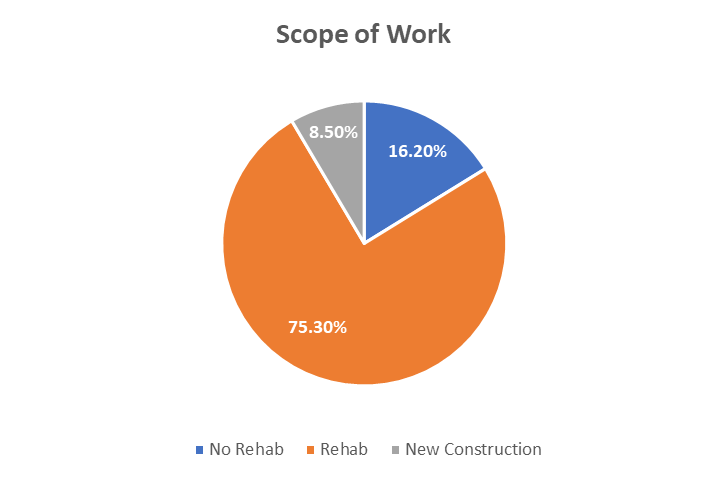 Scope of Work
8.50%
16.20%
75.30%
No Rehab Rehab New Construction